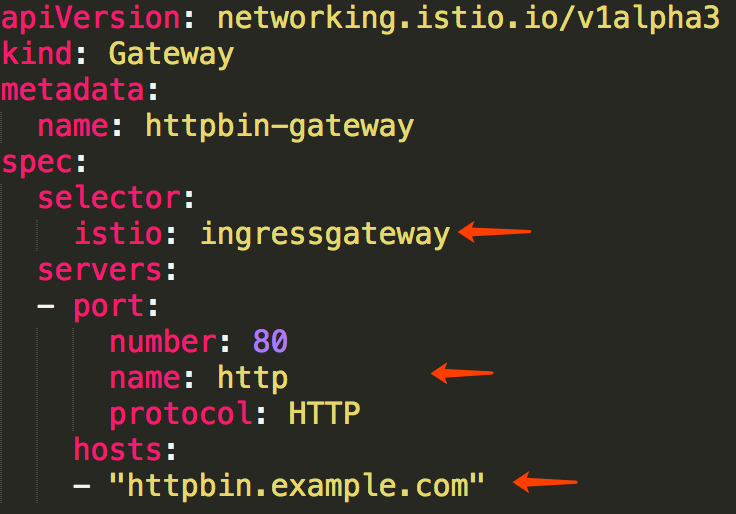 apiVersion: networking.istio.io/v1alpha3
kind: Gateway
metadata:
  name: httpbin-gateway
spec:
  selector:
    istio: ingressgateway
  servers:
  - port:
      number: 80
      name: http
      protocol: HTTP
    hosts:
    - "httpbin.example.com"